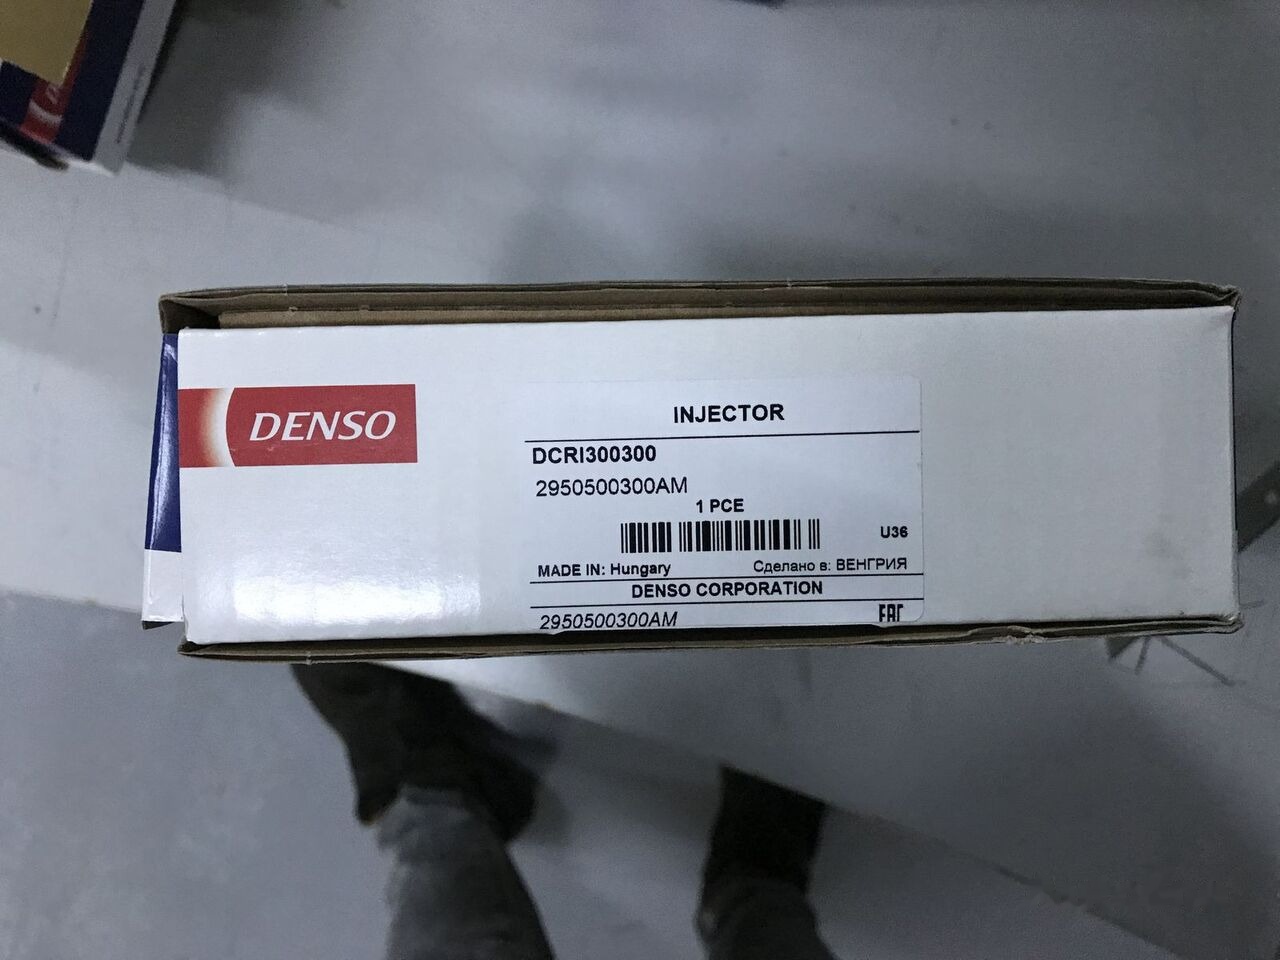 DENSO
INJECTOR
DCRI300300
2950500300AM
1 PCE
U36
MADE IN: Hungary Сделано в: ВЕНГРИЯ
DENSO CORPORATION
2950500300AM
EAC